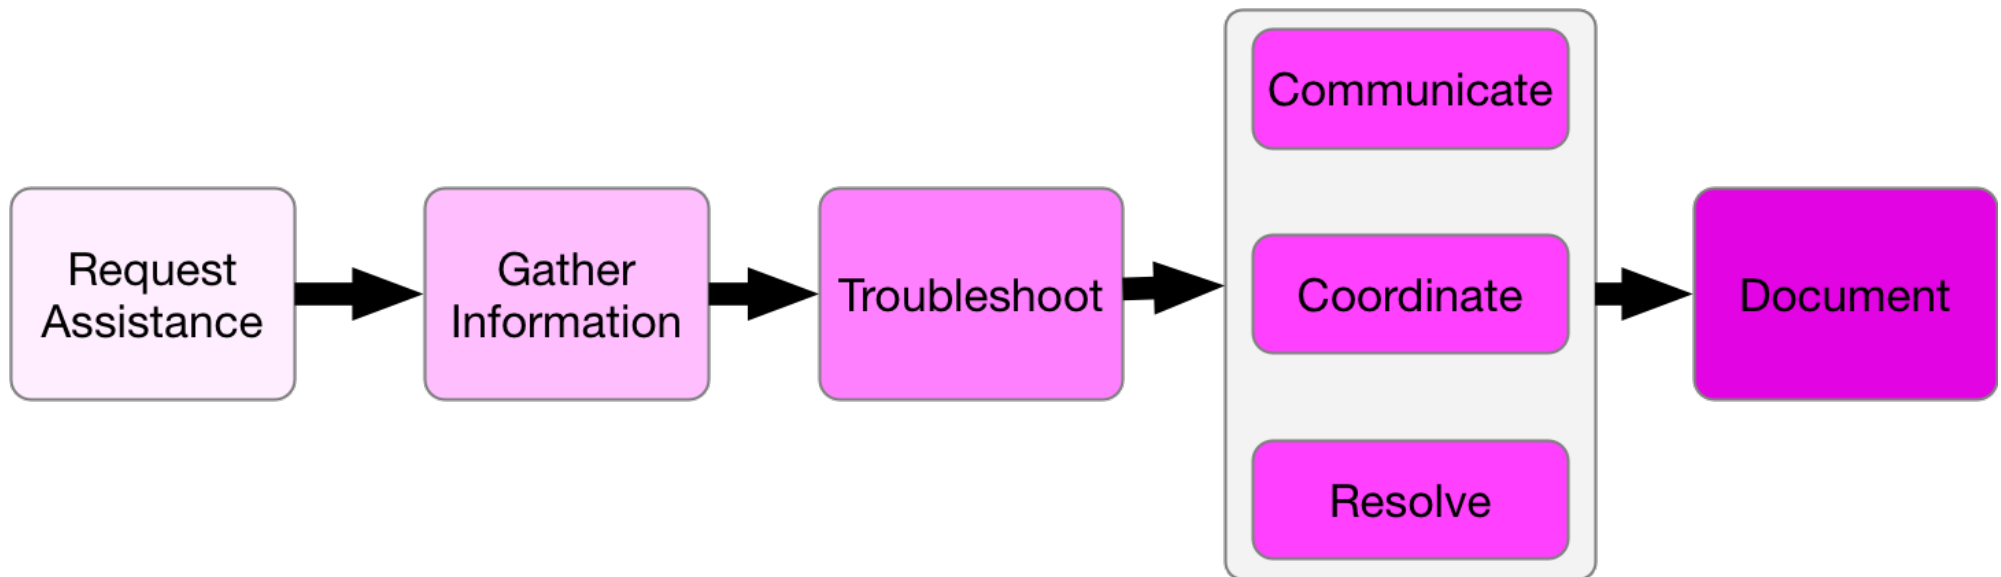 Request
Assistance
Gather
Information
Troubleshoot
Communicate
Coordinate
Resolve
Document